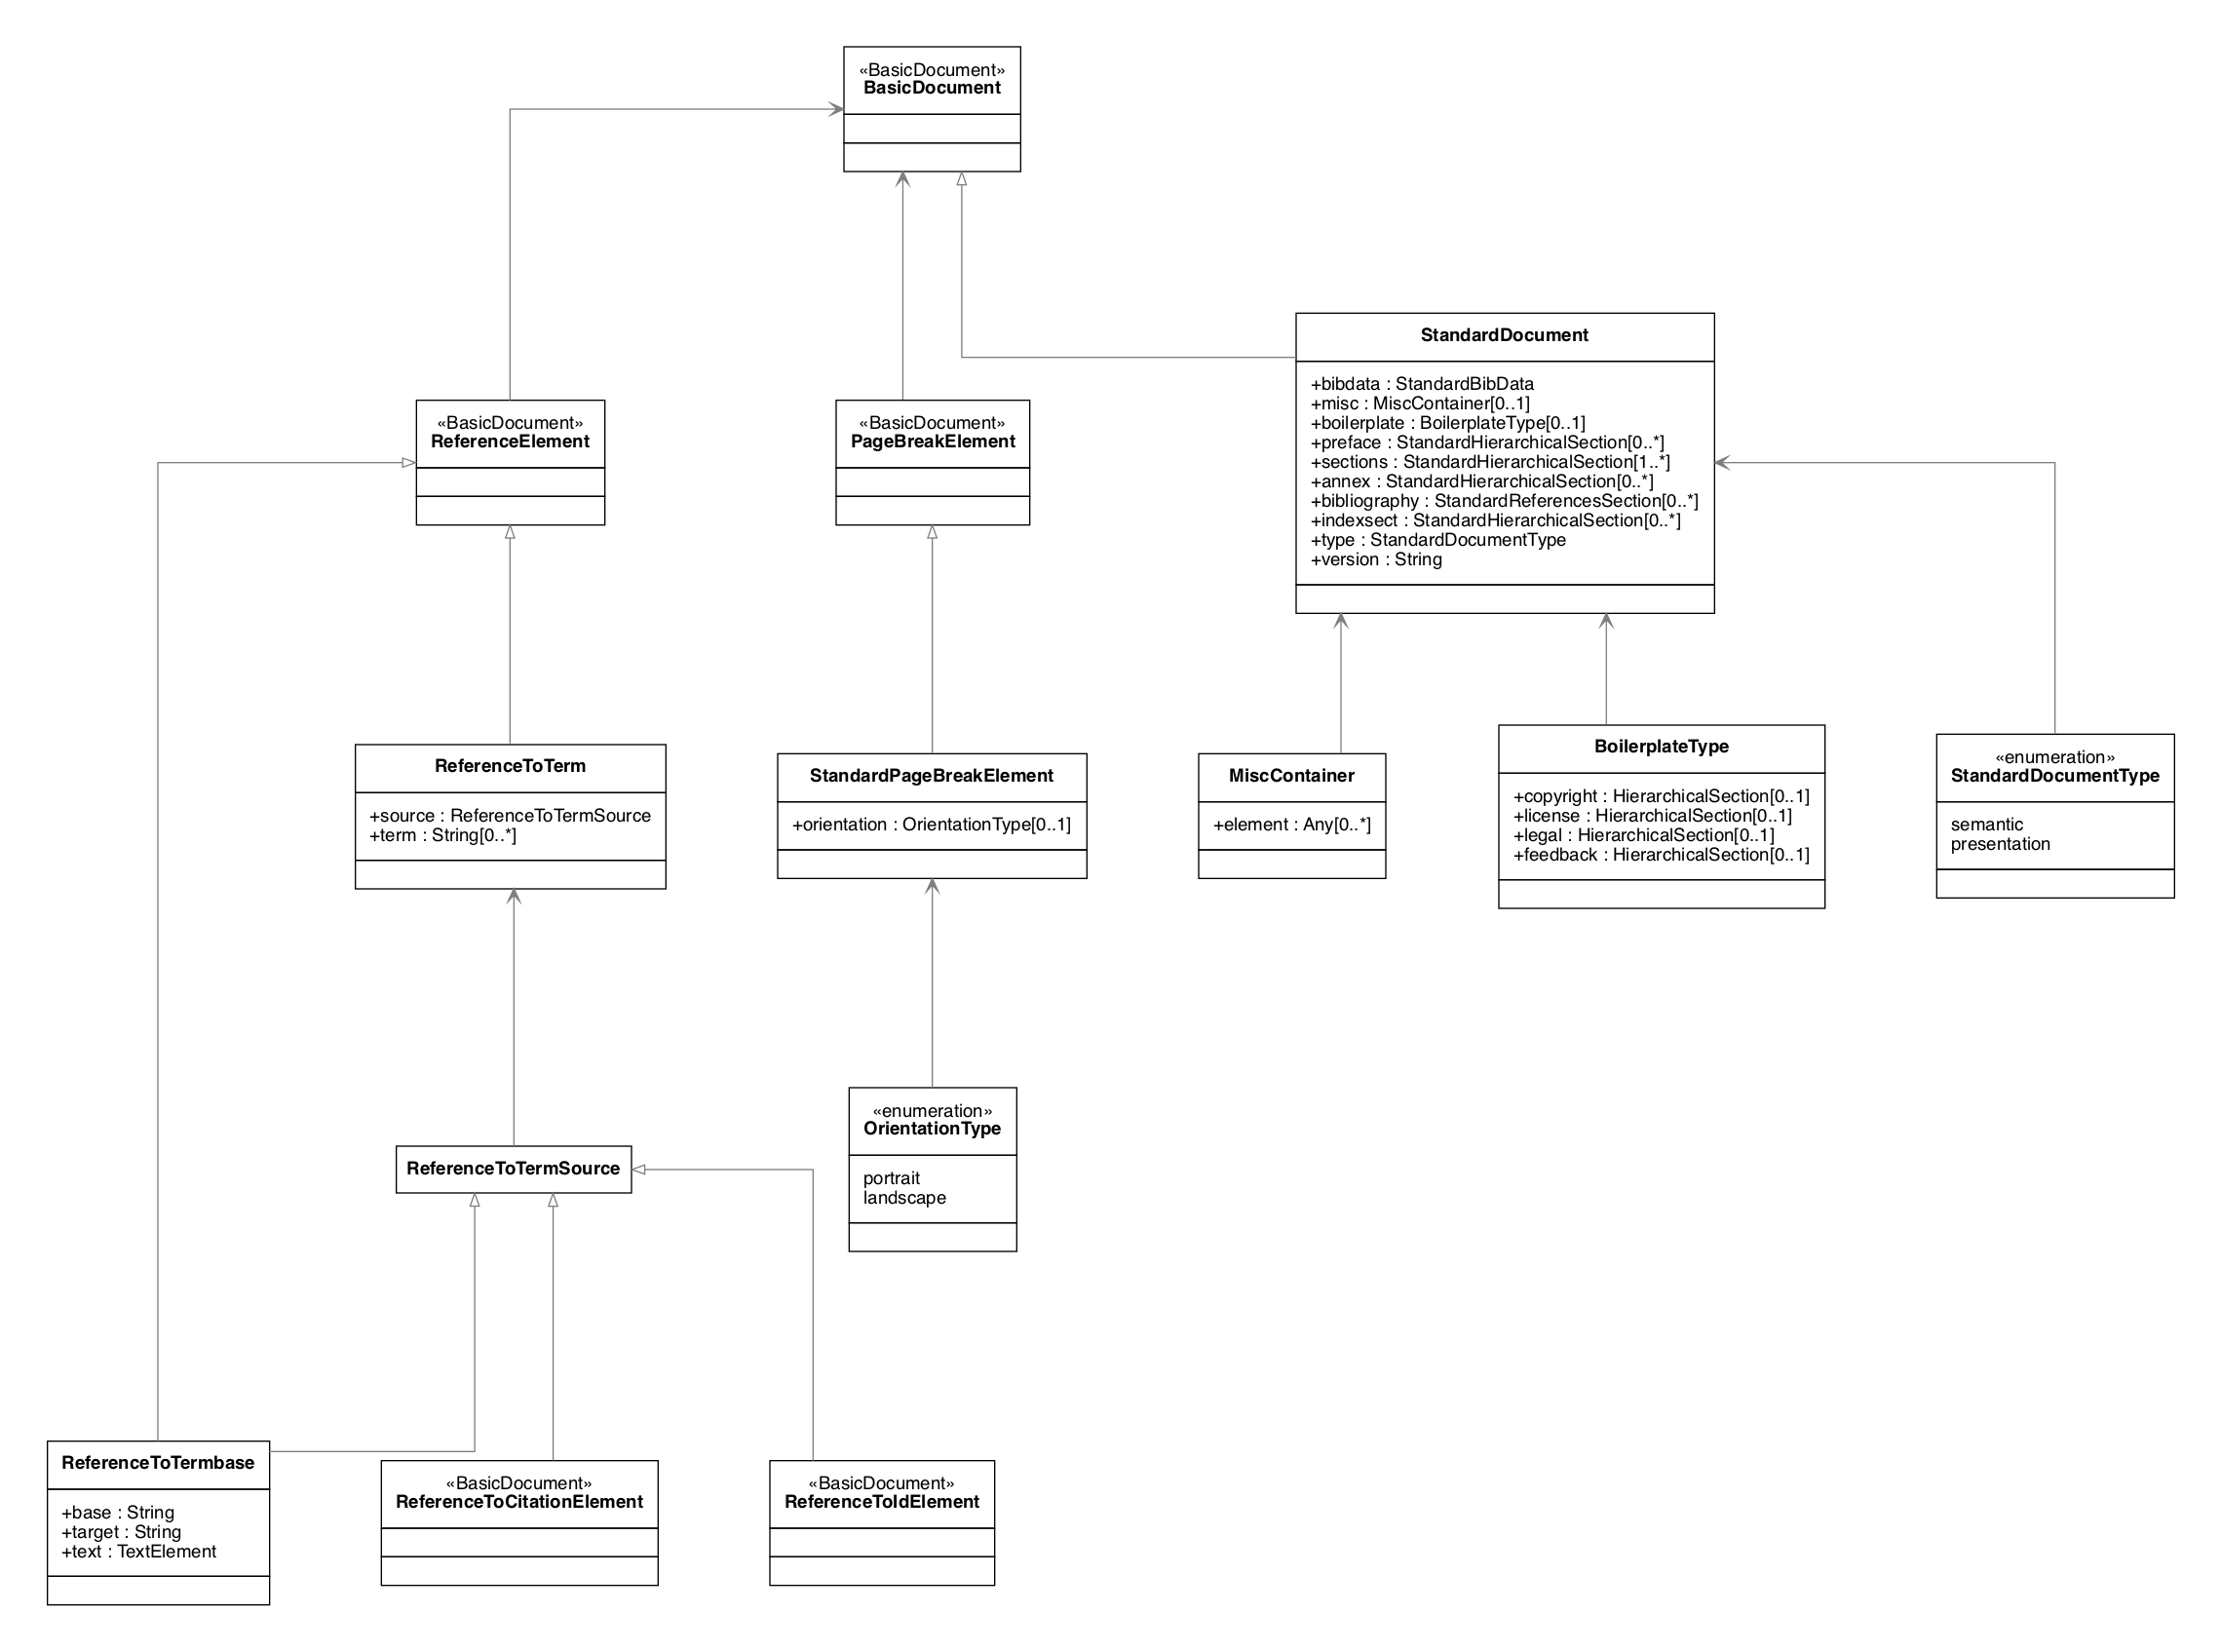 «BasicDocument»
BasicDocument
StandardDocument
+bibdata : StandardBibData
+misc : MiscContainer[0..1]
+boilerplate : BoilerplateType[0..1]
+preface : StandardHierarchicalSection[0..*]
+sections : StandardHierarchicalSection[1..*]
+annex : StandardHierarchicalSection[0..*]
+bibliography : StandardReferencesSection[0..*]
+indexsect : StandardHierarchicalSection[0..*]
+type : StandardDocumentType
+version : String
«BasicDocument»
ReferenceElement
«BasicDocument»
PageBreakElement
ReferenceToTerm
+source : ReferenceToTermSource
+term : String[0..*]
StandardPageBreakElement
+orientation : OrientationType[0..1]
MiscContainer
+element : Any[0..*]
BoilerplateType
+copyright : HierarchicalSection[0..1]
+license : HierarchicalSection[0..1]
+legal : HierarchicalSection[0..1]
+feedback : HierarchicalSection[0..1]
«enumeration»
StandardDocumentType
semantic
presentation
ReferenceToTermSource
«enumeration»
OrientationType
portrait
landscape
ReferenceToTermbase
+base : String
+target : String
+text : TextElement
«BasicDocument»
ReferenceToCitationElement
«BasicDocument»
ReferenceToIdElement